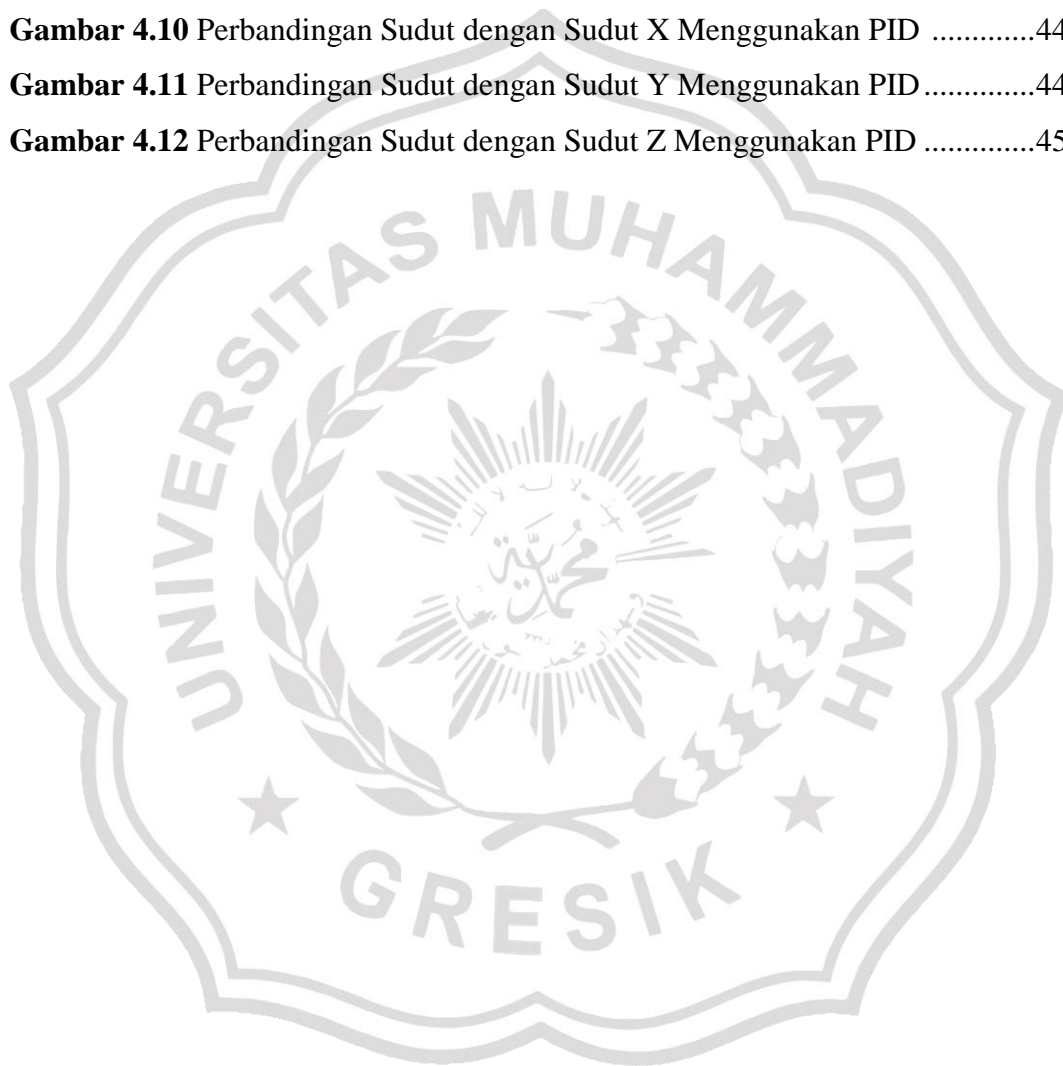 Gambar 4.10 Perbandingan Sudut dengan Sudut X Menggunakan PID .............44
Gambar 4.11 Perbandingan Sudut dengan Sudut Y Menggunakan PID..............44
Gambar 4.12 Perbandingan Sudut dengan Sudut Z Menggunakan PID ..............45
UNIVERSITAS MUHAMMADIYAH
GRESIK